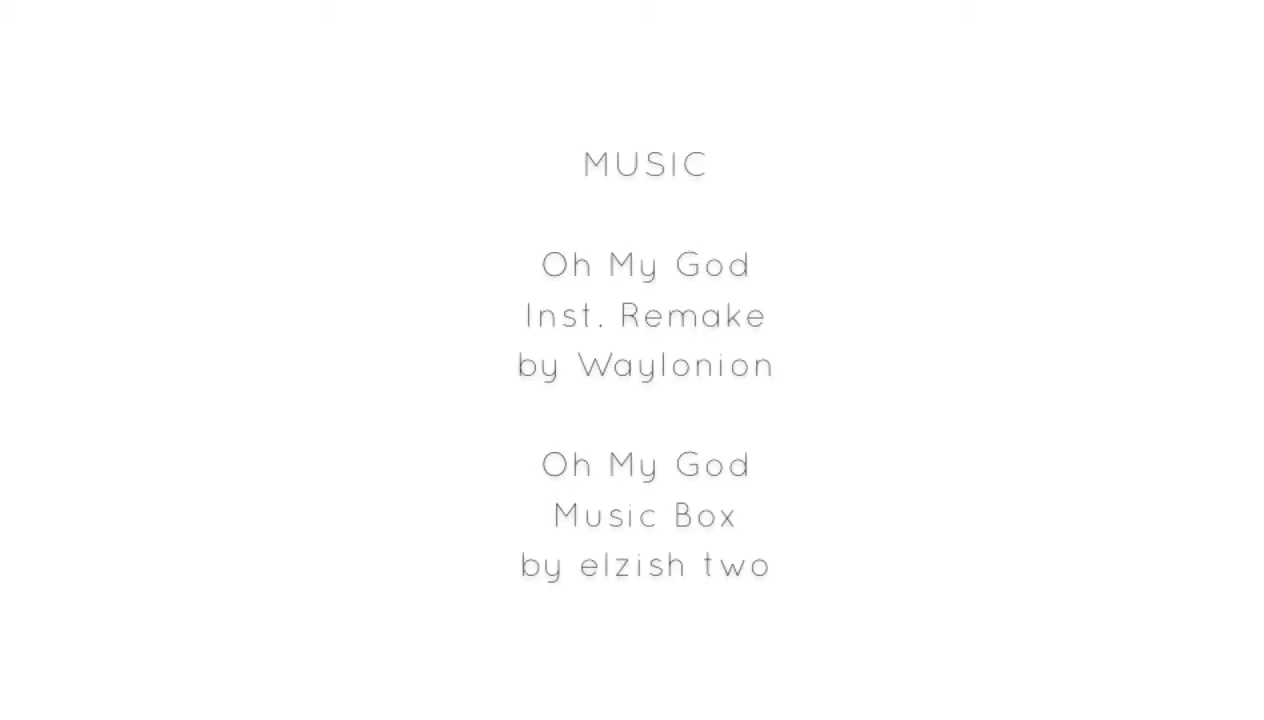 MUSIC
Oh My God
Inst. Remake
by Waylonion
Oh My God
Music Box
by elzish two